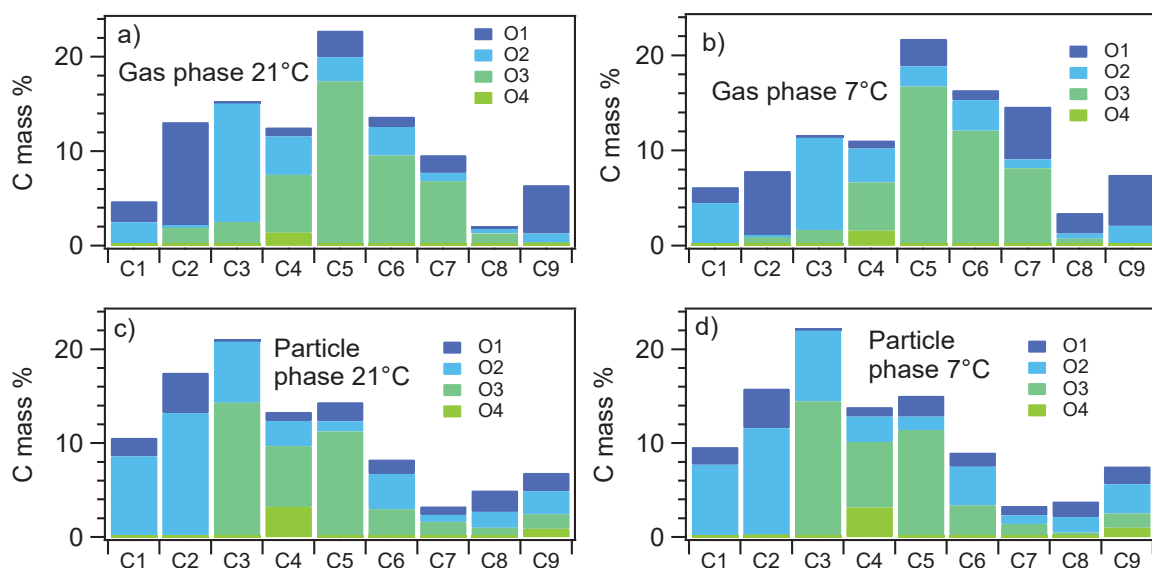 a)
Gas phase 21°C
O1
O2
O3
O4
C mass %
20
10
0
C1 C2 C3 C4 C5 C6 C7 C8 C9
b)
Gas phase 7°C
O1
O2
O3
O4
C mass %
20
10
0
C1 C2 C3 C4 C5 C6 C7 C8 C9
c)
Particle
phase 21°C
O1
O2
O3
O4
C mass %
20
10
0
C1 C2 C3 C4 C5 C6 C7 C8 C9
d)
Particle
phase 7°C
O1
O2
O3
O4
C mass %
20
10
0
C1 C2 C3 C4 C5 C6 C7 C8 C9